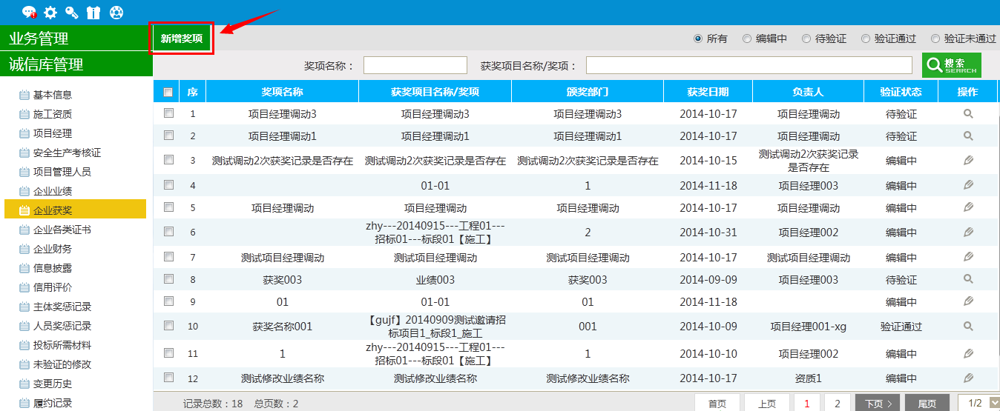 业务管理
新增奖项
所有 编辑中 待验证 验证通过 验证未通过
诚信库管理
奖项名称： 获奖项目名称/奖项： 搜索 SEARCH
基本信息
施工资质
项目经理
安全生产考核证
项目管理人员
企业业绩
企业获奖
企业各类证书
企业财务
信息披露
信用评价
主体奖惩记录
人员奖惩记录
投标所需材料
未验证的修改
变更历史
履约记录
序 奖项名称 获奖项目名称/奖项 颁奖部门 获奖日期 负责人 验证状态 操作
1 项目经理调动3 项目经理调动3 项目经理调动3 2014-10-17 项目经理调动 待验证
2 项目经理调动1 项目经理调动1 项目经理调动1 2014-10-17 项目经理调动 待验证
3 测试调动2次获奖记录是否存在 测试调动2次获奖记录是否存在 测试调动2次获奖记录是否存在 2014-10-15 测试调动2次获奖记录
是否存在 编辑中
4 01-01 1 2014-11-18 项目经理003 编辑中
5 项目经理调动 项目经理调动 项目经理调动 2014-10-17 项目经理调动 编辑中
6 zhy---20140915---工程01---
招标01---标段01【施工】 2 2014-10-31 项目经理002 编辑中
7 测试项目经理调动 测试项目经理调动 测试项目经理调动 2014-10-17 测试项目经理调动 编辑中
8 获奖003 业绩003 获奖003 2014-09-09 项目经理003 待验证
9 01 01-01 01 2014-11-18 编辑中
10 获奖名称001 【gujf】20140909测试邀请招
标项目1_标段1_施工 001 2014-10-09 项目经理001-xg 验证通过
11 1 zhy---20140915---工程01---
招标01---标段01【施工】 1 2014-10-10 项目经理002 编辑中
12 测试修改业绩名称 测试修改业绩名称 测试修改业绩名称 2014-10-17 资质1 编辑中
记录总数：18 总页数：2 首页 上页 1 2 下页 > 尾页 1/2